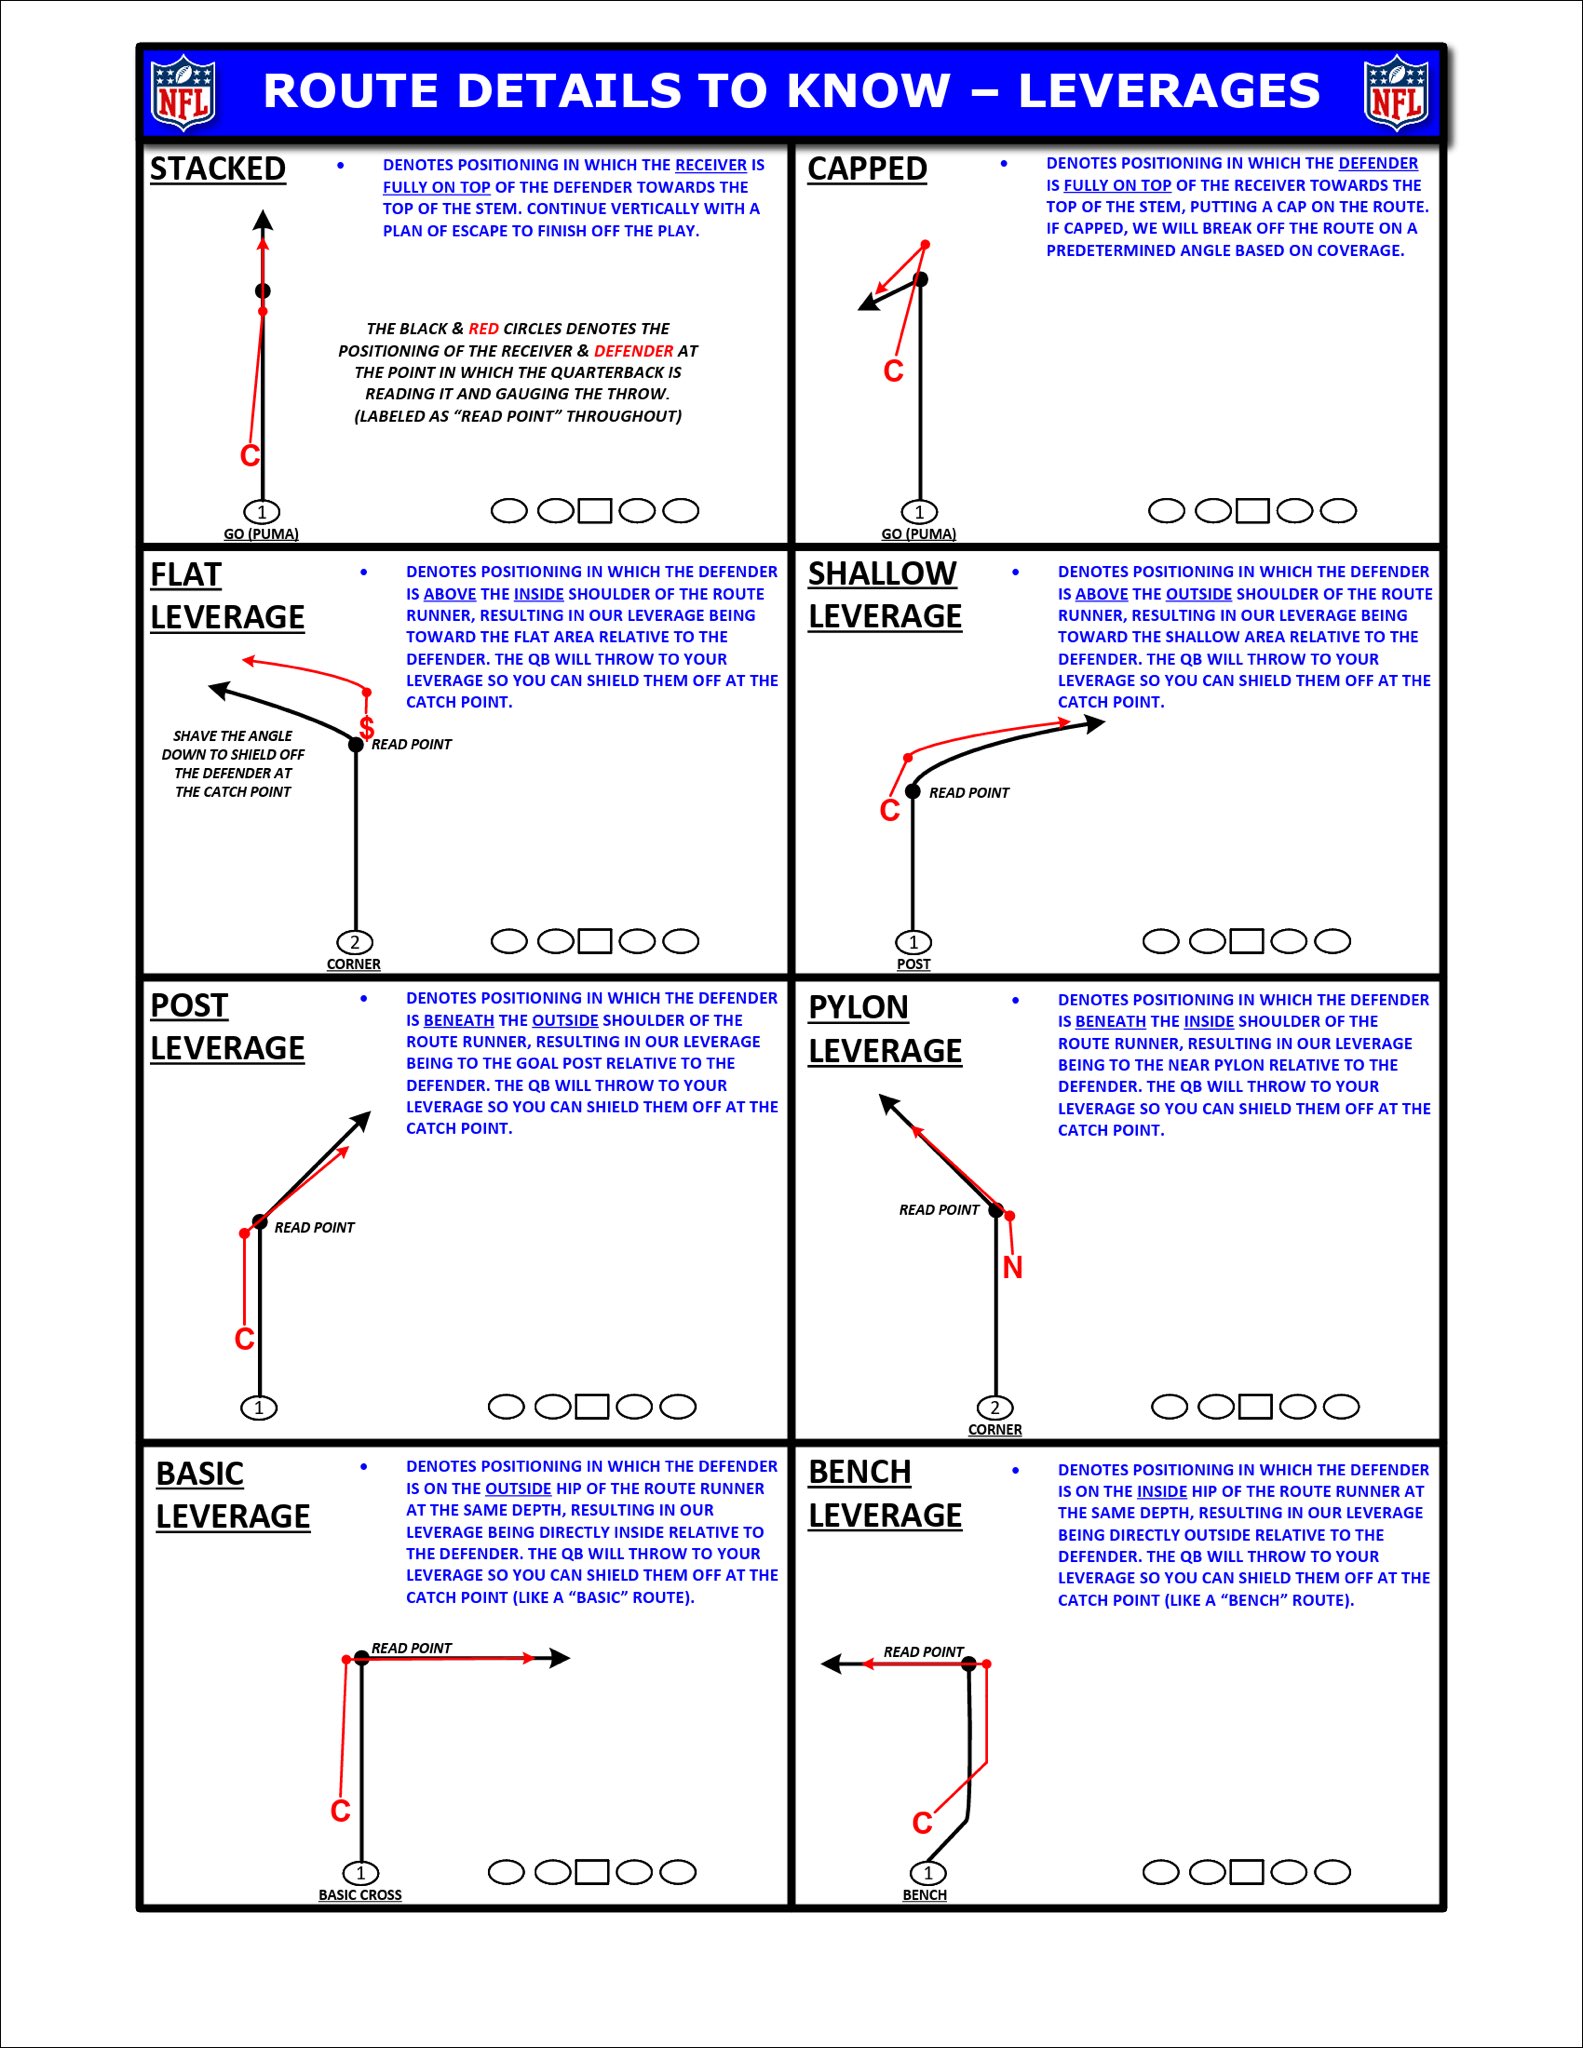 NFL
ROUTE DETAILS TO KNOW – LEVERAGES
NFL
STACKED
• DENOTES POSITIONING IN WHICH THE RECEIVER IS
FULLY ON TOP OF THE DEFENDER TOWARDS THE
TOP OF THE STEM. CONTINUE VERTICALLY WITH A
PLAN OF ESCAPE TO FINISH OFF THE PLAY.
THE BLACK & RED CIRCLES DENOTES THE
POSITIONING OF THE RECEIVER & DEFENDER AT
THE POINT IN WHICH THE QUARTERBACK IS
READING IT AND GAUGING THE THROW.
(LABELED AS “READ POINT” THROUGHOUT)
C
1
GO (PUMA)
CAPPED
• DENOTES POSITIONING IN WHICH THE DEFENDER
IS FULLY ON TOP OF THE RECEIVER TOWARDS THE
TOP OF THE STEM, PUTTING A CAP ON THE ROUTE.
IF CAPPED, WE WILL BREAK OFF THE ROUTE ON A
PREDETERMINED ANGLE BASED ON COVERAGE.
C
1
GO (PUMA)
FLAT
LEVERAGE
• DENOTES POSITIONING IN WHICH THE DEFENDER
IS ABOVE THE INSIDE SHOULDER OF THE ROUTE
RUNNER, RESULTING IN OUR LEVERAGE BEING
TOWARD THE FLAT AREA RELATIVE TO THE
DEFENDER. THE QB WILL THROW TO YOUR
LEVERAGE SO YOU CAN SHIELD THEM OFF AT THE
CATCH POINT.
$
READ POINT
SHAVE THE ANGLE
DOWN TO SHIELD OFF
THE DEFENDER AT
THE CATCH POINT
2
CORNER
SHALLOW
LEVERAGE
• DENOTES POSITIONING IN WHICH THE DEFENDER
IS ABOVE THE OUTSIDE SHOULDER OF THE ROUTE
RUNNER, RESULTING IN OUR LEVERAGE BEING
TOWARD THE SHALLOW AREA RELATIVE TO THE
DEFENDER. THE QB WILL THROW TO YOUR
LEVERAGE SO YOU CAN SHIELD THEM OFF AT THE
CATCH POINT.
READ POINT
C
1
POST
POST
LEVERAGE
• DENOTES POSITIONING IN WHICH THE DEFENDER
IS BENEATH THE OUTSIDE SHOULDER OF THE
ROUTE RUNNER, RESULTING IN OUR LEVERAGE
BEING TO THE GOAL POST RELATIVE TO THE
DEFENDER. THE QB WILL THROW TO YOUR
LEVERAGE SO YOU CAN SHIELD THEM OFF AT THE
CATCH POINT.
READ POINT
C
1
PYLON
LEVERAGE
• DENOTES POSITIONING IN WHICH THE DEFENDER
IS BENEATH THE INSIDE SHOULDER OF THE
ROUTE RUNNER, RESULTING IN OUR LEVERAGE
BEING TO THE NEAR PYLON RELATIVE TO THE
DEFENDER. THE QB WILL THROW TO YOUR
LEVERAGE SO YOU CAN SHIELD THEM OFF AT THE
CATCH POINT.
READ POINT
N
2
CORNER
BASIC
LEVERAGE
• DENOTES POSITIONING IN WHICH THE DEFENDER
IS ON THE OUTSIDE HIP OF THE ROUTE RUNNER
AT THE SAME DEPTH, RESULTING IN OUR
LEVERAGE BEING DIRECTLY INSIDE RELATIVE TO
THE DEFENDER. THE QB WILL THROW TO YOUR
LEVERAGE SO YOU CAN SHIELD THEM OFF AT THE
CATCH POINT (LIKE A “BASIC” ROUTE).
READ POINT
C
1
BASIC CROSS
BENCH
LEVERAGE
• DENOTES POSITIONING IN WHICH THE DEFENDER
IS ON THE INSIDE HIP OF THE ROUTE RUNNER AT
THE SAME DEPTH, RESULTING IN OUR LEVERAGE
BEING DIRECTLY OUTSIDE RELATIVE TO THE
DEFENDER. THE QB WILL THROW TO YOUR
LEVERAGE SO YOU CAN SHIELD THEM OFF AT THE
CATCH POINT (LIKE A “BENCH” ROUTE).
READ POINT
C
1
BENCH